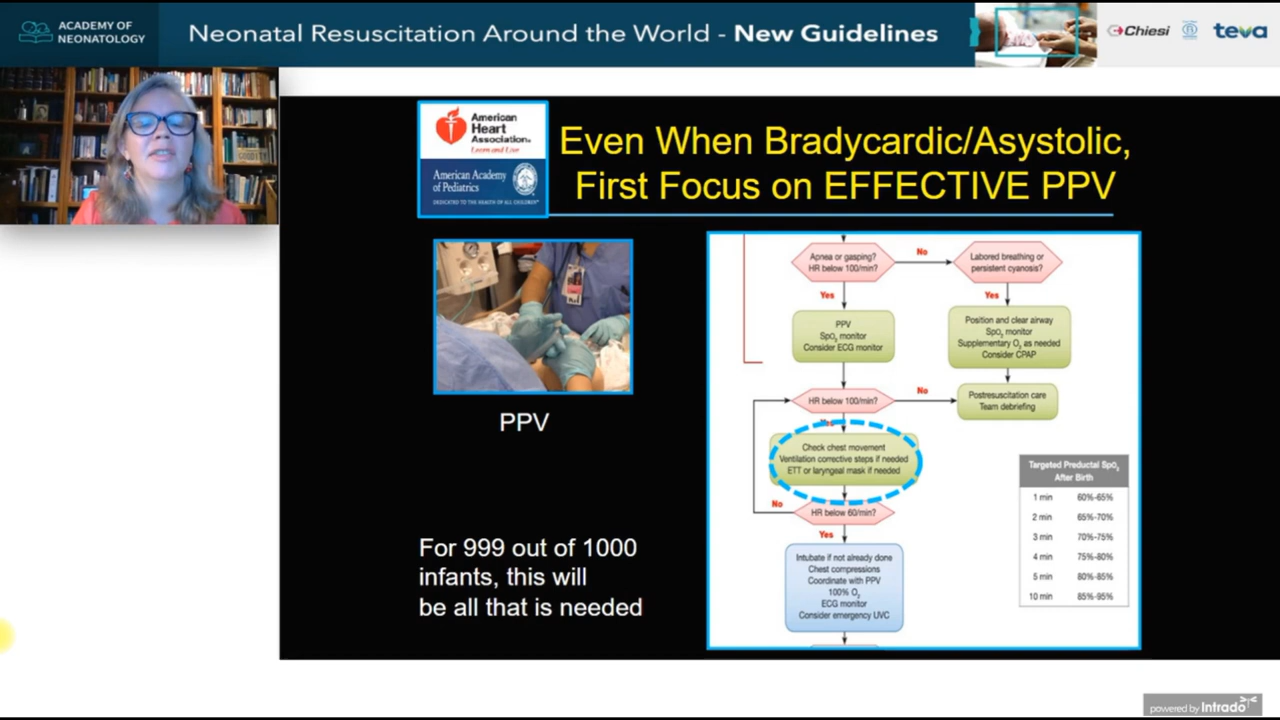 ACADEMY OF
NEONATOLOGY
Neonatal Resuscitation Around the World - New Guidelines
Chiesi
teva
American
Heart
Association
Learn and Live
American Academy
of Pediatrics
DEDICATED TO THE HEALTH OF ALL CHILDREN
Even When Bradycardic/Asystolic,
First Focus on EFFECTIVE PPV
PPV
For 999 out of 1000
infants, this will
be all that is needed
Apnea or gasping?
HR below 100/min?
No
Labored breathing or
persistent cyanosis?
Yes
Yes
PPV
SpO₂ monitor
Consider ECG monitor
Position and clear airway
SpO₂ monitor
Supplementary O₂ as needed
Consider CPAP
HR below 100/min?
No
Postresuscitation care
Team debriefing
Yes
Check chest movement
Ventilation corrective steps if needed
ETT or laryngeal mask if needed
No
HR below 60/min?
Yes
Intubate if not already done
Chest compressions
Coordinate with PPV
100% O₂
ECG monitor
Consider emergency UVC
Targeted Preductal SpO₂
After Birth
1 min 60%-65%
2 min 65%-70%
3 min 70%-75%
4 min 75%-80%
5 min 80%-85%
10 min 85%-95%
powered by Intrado